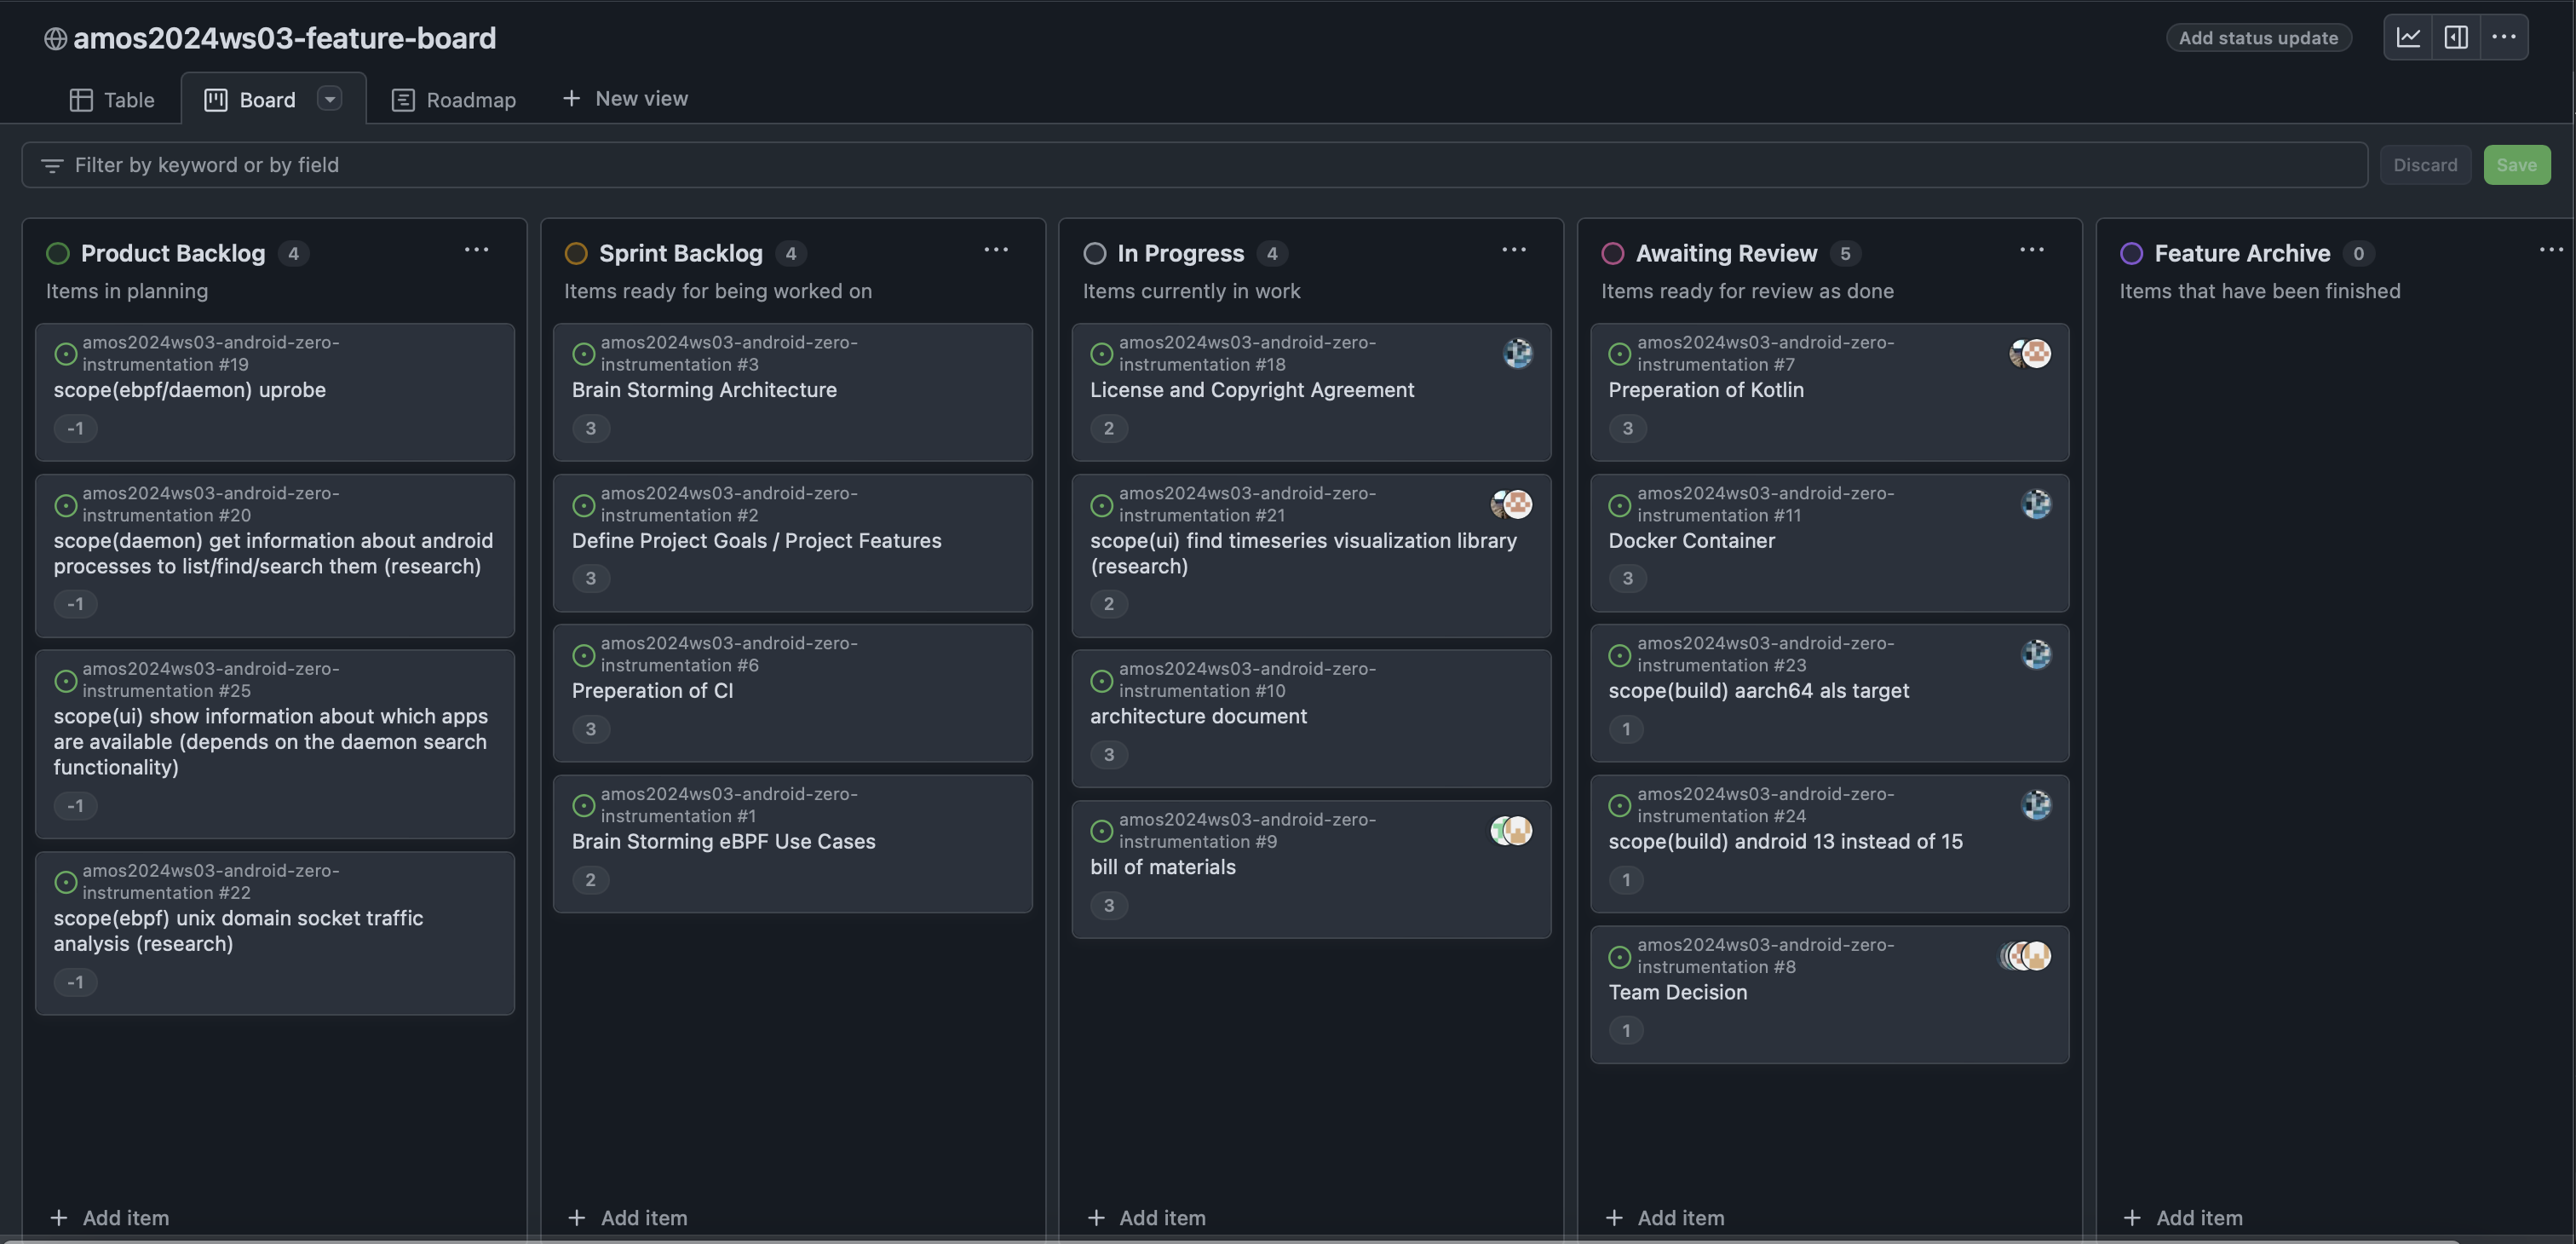 amos2024ws03-feature-board
Add status update
Table
Board
Roadmap
New view
Filter by keyword or by field
Discard
Save
Product Backlog 4
Items in planning
amos2024ws03-android-zero-
instrumentation #19
scope(ebpf/daemon) uprobe
-1
amos2024ws03-android-zero-
instrumentation #20
scope(daemon) get information about android
processes to list/find/search them (research)
-1
amos2024ws03-android-zero-
instrumentation #25
scope(ui) show information about which apps
are available (depends on the daemon search
functionality)
-1
amos2024ws03-android-zero-
instrumentation #22
scope(ebpf) unix domain socket traffic
analysis (research)
-1
Add item
Sprint Backlog 4
Items ready for being worked on
amos2024ws03-android-zero-
instrumentation #3
Brain Storming Architecture
3
amos2024ws03-android-zero-
instrumentation #2
Define Project Goals / Project Features
3
amos2024ws03-android-zero-
instrumentation #6
Preperation of CI
3
amos2024ws03-android-zero-
instrumentation #1
Brain Storming eBPF Use Cases
2
Add item
In Progress 4
Items currently in work
amos2024ws03-android-zero-
instrumentation #18
License and Copyright Agreement
2
amos2024ws03-android-zero-
instrumentation #21
scope(ui) find timeseries visualization library
(research)
2
amos2024ws03-android-zero-
instrumentation #10
architecture document
3
amos2024ws03-android-zero-
instrumentation #9
bill of materials
3
Add item
Awaiting Review 5
Items ready for review as done
amos2024ws03-android-zero-
instrumentation #7
Preperation of Kotlin
3
amos2024ws03-android-zero-
instrumentation #11
Docker Container
3
amos2024ws03-android-zero-
instrumentation #23
scope(build) aarch64 als target
1
amos2024ws03-android-zero-
instrumentation #24
scope(build) android 13 instead of 15
1
amos2024ws03-android-zero-
instrumentation #8
Team Decision
1
Add item
Feature Archive 0
Items that have been finished
Add item